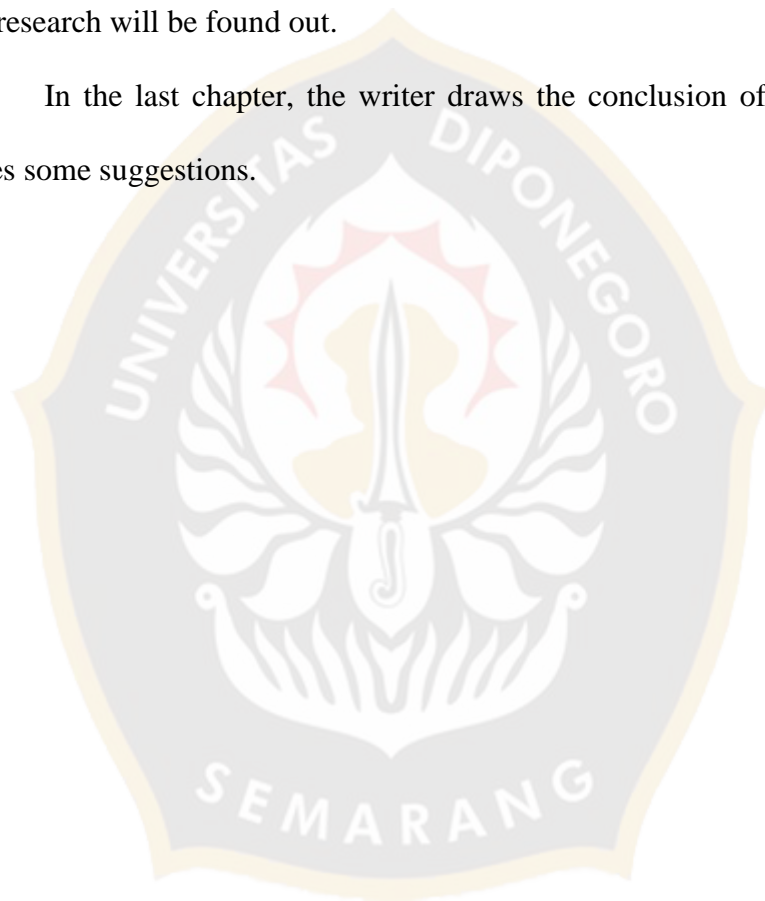 research will be found out.
In the last chapter, the writer draws the conclusion of
es some suggestions.
UNIVERSITAS DIPONEGORO
SEMARANG